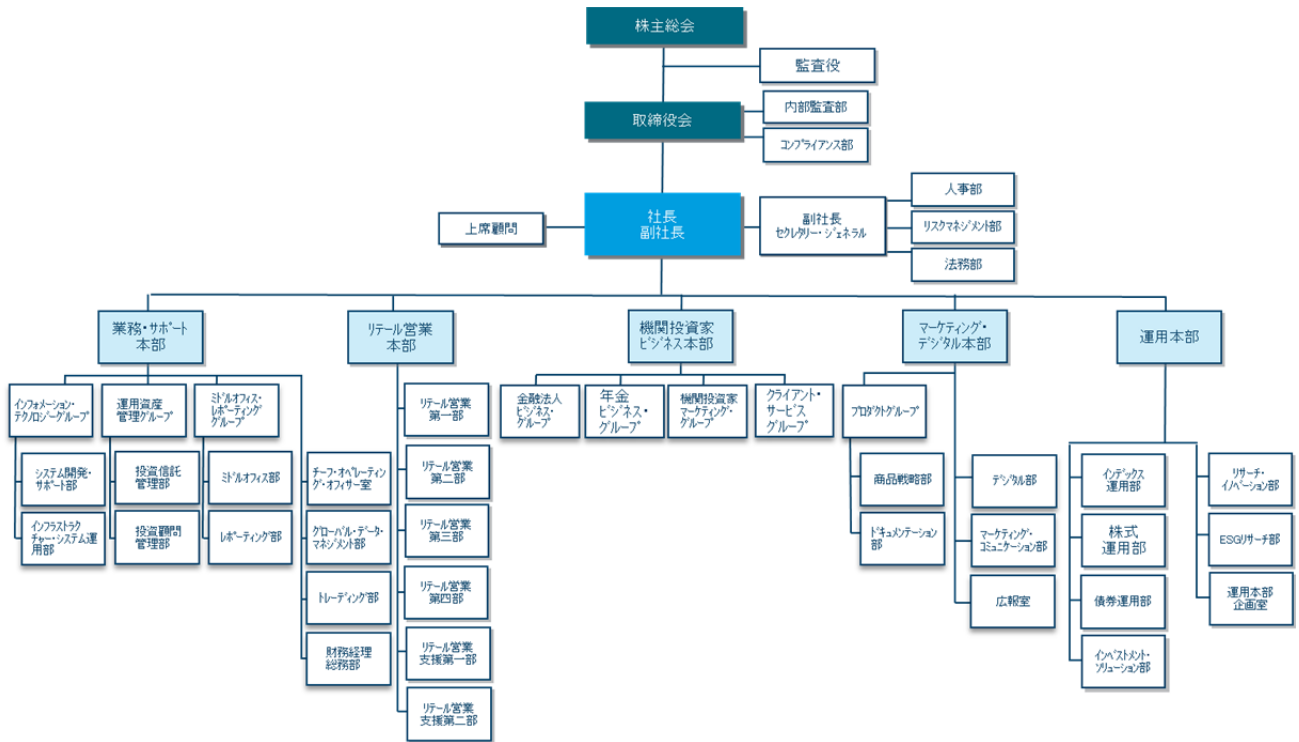 株主総会
監査役
取締役会
内部監査部
コンプライアンス部
社長
副社長
上席顧問
副社長
セクレタリー・ジェネラル
人事部
リスクマネジメント部
法務部
業務・サポート
本部
リテール営業
本部
機関投資家
ビジネス本部
マーケティング・
デジタル本部
運用本部
インフォメーション・
テクノロジーグループ
運用資産
管理グループ
ミドルオフィス・
レポーティング
グループ
システム開発・
サポート部
インフラストラク
チャー・システム運
用部
投資信託
管理部
投資顧問
管理部
ミドルオフィス部
レポーティング部
チーフ・オペレーティン
グ・オフィサー室
グローバル・データ・
マネジメント部
トレーディング部
財務経理
総務部
リテール営業
第一部
リテール営業
第二部
リテール営業
第三部
リテール営業
第四部
リテール営業
支援第一部
リテール営業
支援第二部
金融法人
ビジネス・
グループ
年金
ビジネス・
グループ
機関投資家
マーケティング・
グループ
クライアント・
サービス
グループ
プロダクトグループ
商品戦略部
ドキュメンテーション
部
デジタル部
マーケティング・
コミュニケーション部
広報室
インデックス
運用部
株式
運用部
債券運用部
インベストメント・
ソリューション部
リサーチ・
イノベーション部
ESGリサーチ部
運用本部
企画室